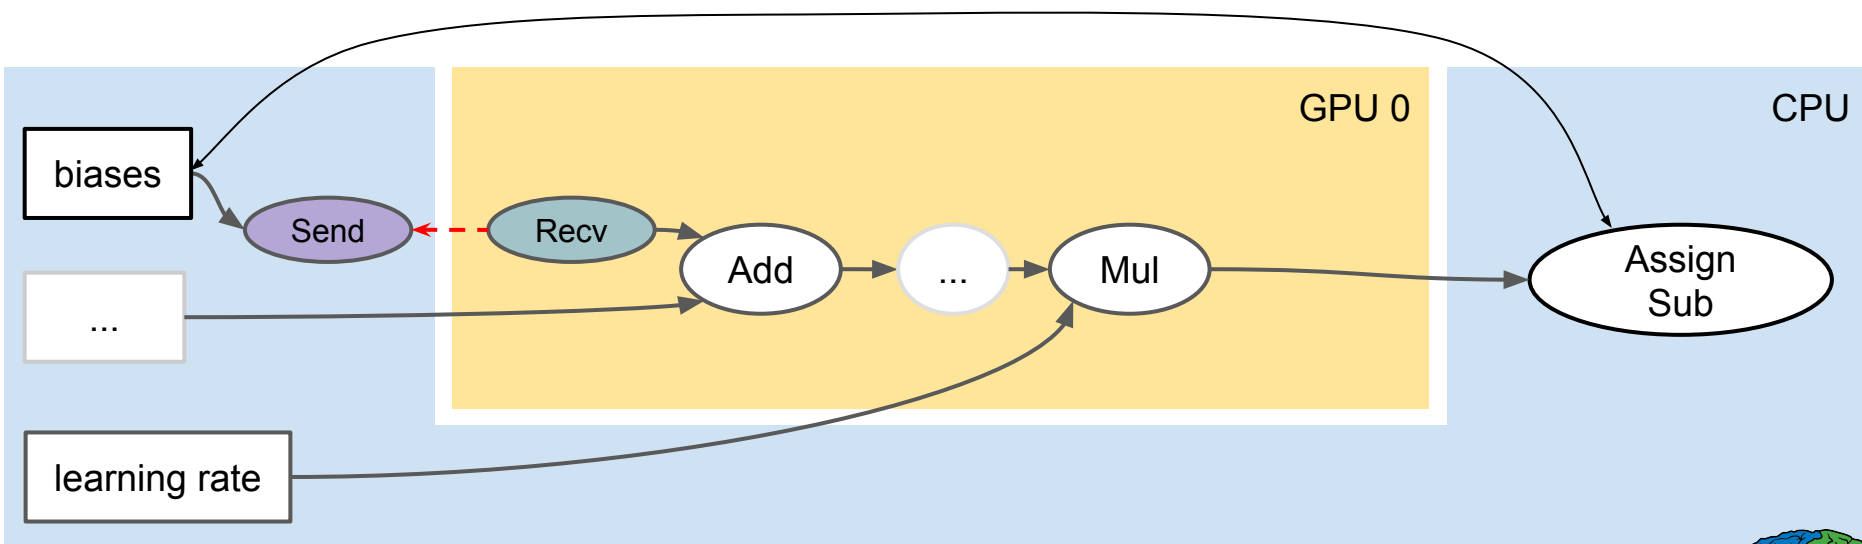 GPU 0
CPU
biases
Send
Recv
Add
...
Mul
Assign
Sub
...
learning rate